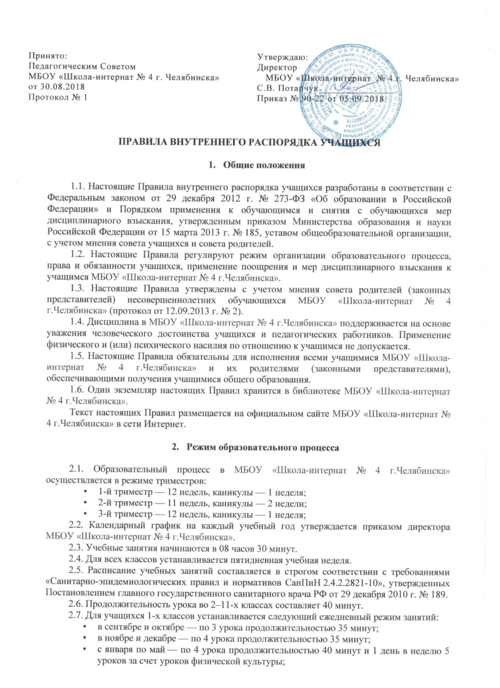 Принято:
Педагогическим Советом
МБОУ «Школа-интернат № 4 г. Челябинска»
от 30.08.2018
Протокол № 1
Утверждаю:
Директор
МБОУ «Школа-интернат № 4 г. Челябинска»
С.В. Потапчук
Приказ № 90-22 от 05.09.2018
ПРАВИЛА ВНУТРЕННЕГО РАСПОРЯДКА УЧАЩИХСЯ
1. Общие положения
1.1. Настоящие Правила внутреннего распорядка учащихся разработаны в соответствии с
Федеральным законом от 29 декабря 2012 г. № 273-ФЗ «Об образовании в Российской
Федерации» и Порядком применения к обучающимся и снятия с обучающихся мер
дисциплинарного взыскания, утвержденным приказом Министерства образования и науки
Российской Федерации от 15 марта 2013 г. № 185, уставом общеобразовательной организации,
с учетом мнения совета учащихся и совета родителей.
1.2. Настоящие Правила регулируют режим организации образовательного процесса,
права и обязанности учащихся, применение поощрения и мер дисциплинарного взыскания к
учащимся МБОУ «Школа-интернат № 4 г.Челябинска».
1.3. Настоящие Правила утверждены с учетом мнения совета родителей (законных
представителей) несовершеннолетних обучающихся МБОУ «Школа-интернат № 4
г.Челябинска» (протокол от 12.09.2013 г. № 2).
1.4. Дисциплина в МБОУ «Школа-интернат № 4 г.Челябинска» поддерживается на основе
уважения человеческого достоинства учащихся и педагогических работников. Применение
физического и (или) психического насилия по отношению к учащимся не допускается.
1.5. Настоящие Правила обязательны для исполнения всеми учащимися МБОУ «Школа-
интернат № 4 г.Челябинска» и их родителями (законными представителями),
обеспечивающими получения учащимися общего образования.
1.6. Один экземпляр настоящих Правил хранится в библиотеке МБОУ «Школа-интернат
№ 4 г.Челябинска».
Текст настоящих Правил размещается на официальном сайте МБОУ «Школа-интернат №
4 г.Челябинска» в сети Интернет.
2. Режим образовательного процесса
2.1. Образовательный процесс в МБОУ «Школа-интернат № 4 г.Челябинска»
осуществляется в режиме триместров:
• 1-й триместр — 12 недель, каникулы — 1 неделя;
• 2-й триместр — 11 недель, каникулы — 2 недели;
• 3-й триместр — 12 недель, каникулы — 1 неделя;
2.2. Календарный график на каждый учебный год утверждается приказом директора
МБОУ «Школа-интернат № 4 г.Челябинска».
2.3. Учебные занятия начинаются в 08 часов 30 минут.
2.4. Для всех классов устанавливается пятидневная учебная неделя.
2.5. Расписание учебных занятий составляется в строгом соответствии с требованиями
«Санитарно-эпидемиологических правил и нормативов СанПиН 2.4.2.2821-10», утвержденных
Постановлением главного государственного санитарного врача РФ от 29 декабря 2010 г. № 189.
2.6. Продолжительность урока во 2–11-х классах составляет 40 минут.
2.7. Для учащихся 1-х классов устанавливается следующий ежедневный режим занятий:
• в сентябре и октябре — по 3 урока продолжительностью 35 минут;
• в ноябре и декабре — по 4 урока продолжительностью 35 минут;
• с января по май — по 4 урока продолжительностью 40 минут и 1 день в неделю 5
уроков за счет уроков физической культуры;